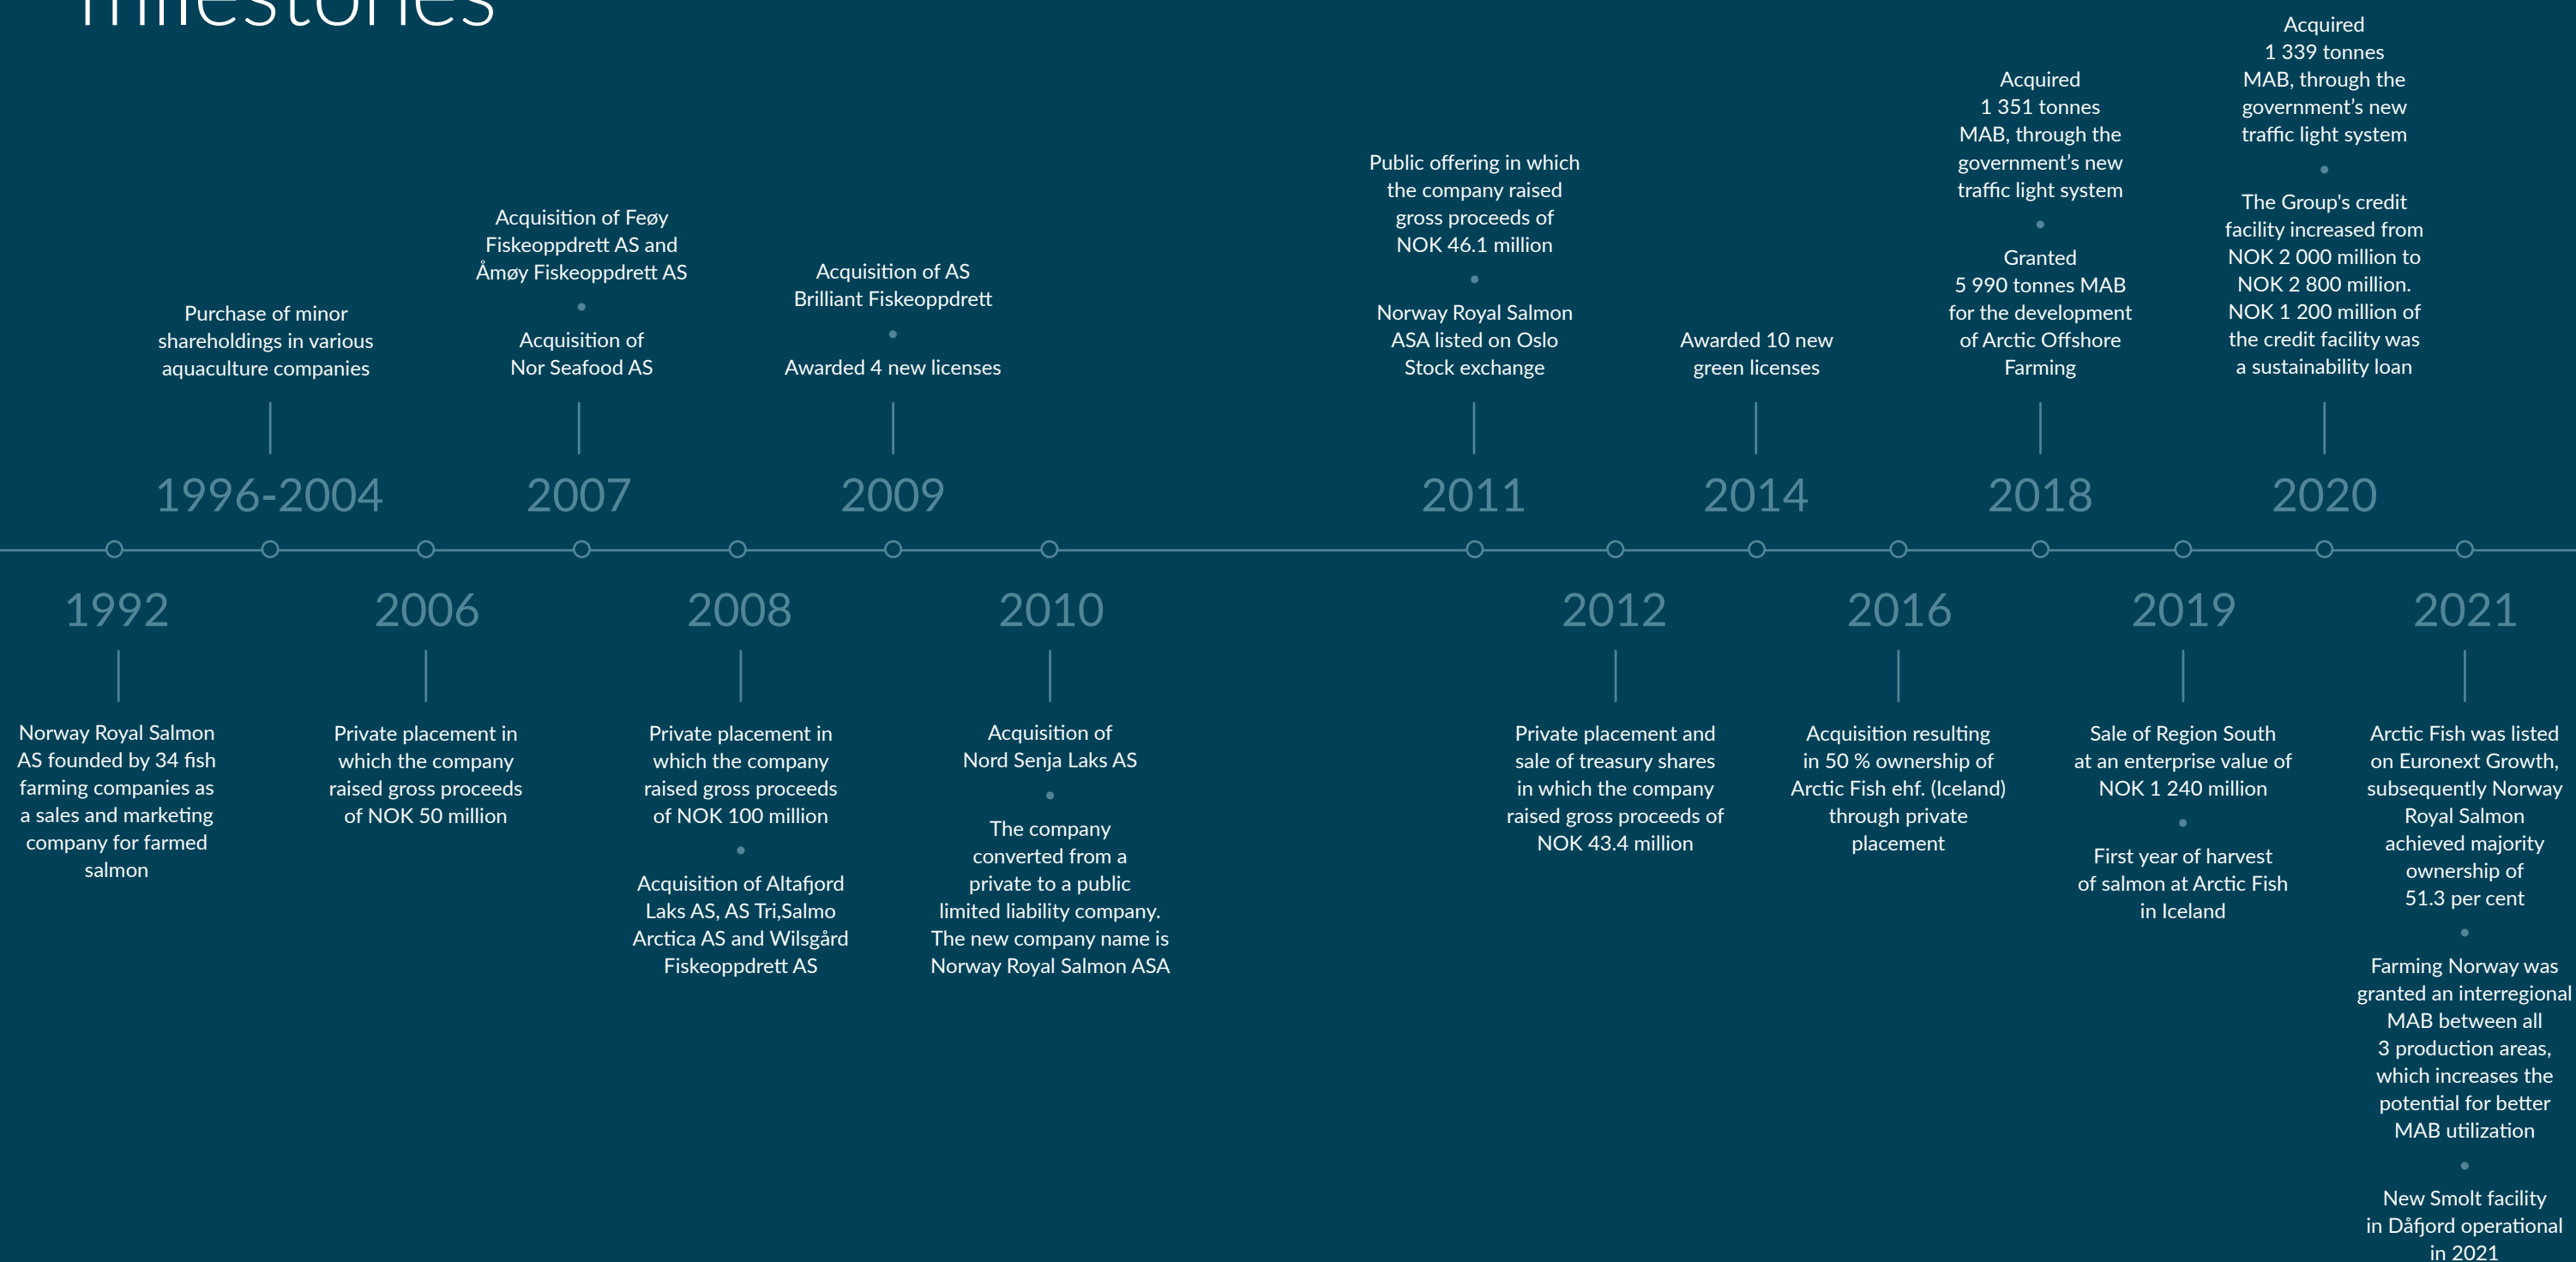 milestones
Purchase of minor
shareholdings in various
aquaculture companies
1996-2004
Acquisition of Feøy
Fiskeoppdrett AS and
Åmøy Fiskeoppdrett AS
Acquisition of
Nor Seafood AS
2007
Acquisition of AS
Brilliant Fiskeoppdrett
Awarded 4 new licenses
2009
Public offering in which
the company raised
gross proceeds of
NOK 46.1 million
Norway Royal Salmon
ASA listed on Oslo
Stock exchange
2011
Awarded 10 new
green licenses
2014
Acquired
1 351 tonnes
MAB, through the
government’s new
traffic light system
Granted
5 990 tonnes MAB
for the development
of Arctic Offshore
Farming
2018
Acquired
1 339 tonnes
MAB, through the
government’s new
traffic light system
The Group's credit
facility increased from
NOK 2 000 million to
NOK 2 800 million.
NOK 1 200 million of
the credit facility was
a sustainability loan
2020
1992
Norway Royal Salmon
AS founded by 34 fish
farming companies as
a sales and marketing
company for farmed
salmon
2006
Private placement in
which the company
raised gross proceeds
of NOK 50 million
2008
Private placement in
which the company
raised gross proceeds
of NOK 100 million
Acquisition of Altafjord
Laks AS, AS Tri,Salmo
Arctica AS and Wilsgård
Fiskeoppdrett AS
2010
Acquisition of
Nord Senja Laks AS
The company
converted from a
private to a public
limited liability company.
The new company name is
Norway Royal Salmon ASA
2012
Private placement and
sale of treasury shares
in which the company
raised gross proceeds of
NOK 43.4 million
2016
Acquisition resulting
in 50 % ownership of
Arctic Fish ehf. (Iceland)
through private
placement
2019
Sale of Region South
at an enterprise value of
NOK 1 240 million
First year of harvest
of salmon at Arctic Fish
in Iceland
2021
Arctic Fish was listed
on Euronext Growth,
subsequently Norway
Royal Salmon
achieved majority
ownership of
51.3 per cent
Farming Norway was
granted an interregional
MAB between all
3 production areas,
which increases the
potential for better
MAB utilization
New Smolt facility
in Dåfjord operational
in 2021